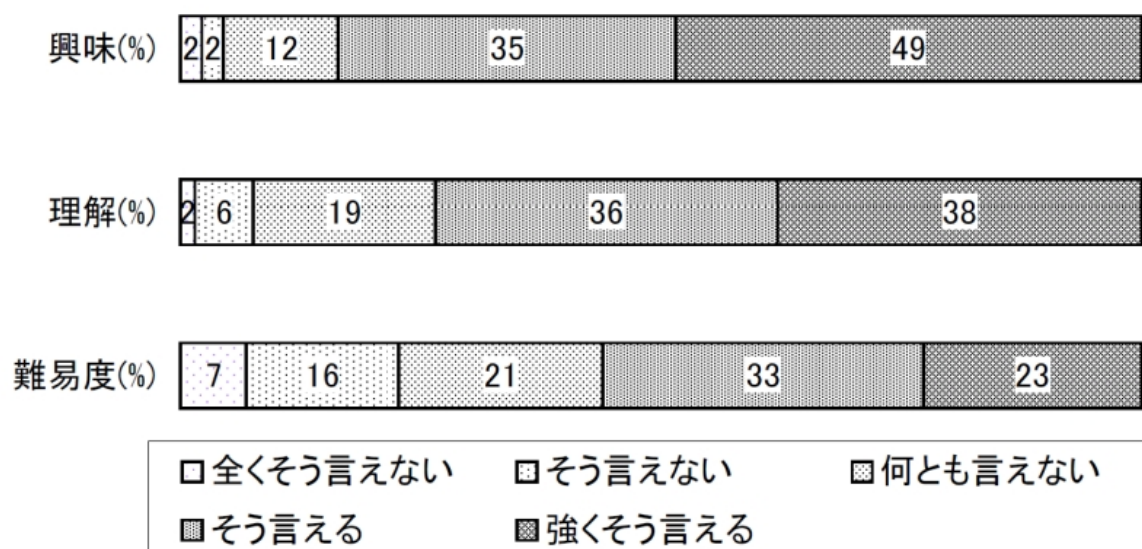 興味(%) 2 2 12 35 49
理解(%) 2 6 19 36 38
難易度(%) 7 16 21 33 23
全くそう言えない そう言えない 何とも言えない
そう言える 強くそう言える